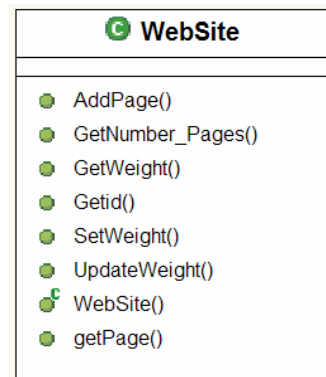 C WebSite
AddPage()
GetNumber_Pages()
GetWeight()
Getid()
SetWeight()
UpdateWeight()
C WebSite()
getPage()